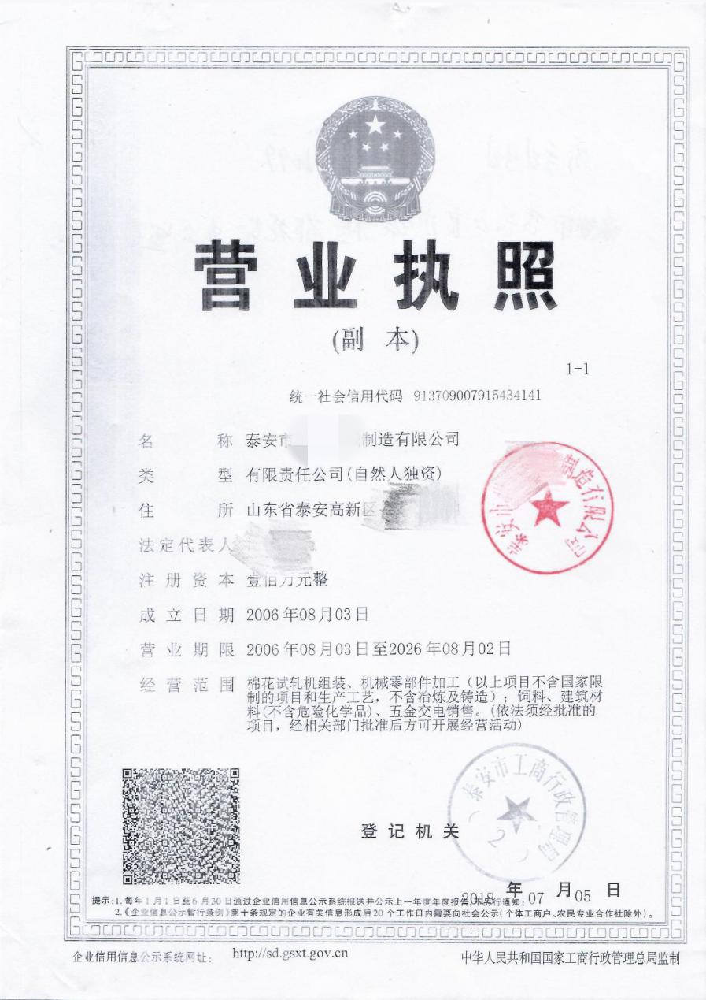 营业执照
(副 本)
1-1
统一社会信用代码 913709007915434141
名 称 泰安市 制造有限公司
类 型 有限责任公司(自然人独资)
住 所 山东省泰安高新区
法定代表人
注册资本 壹佰万元整
成立日期 2006年08月03日
营业期限 2006年08月03日至2026年08月02日
经营范围 棉花试轧机组装、机械零部件加工（以上项目不含国家限
制的项目和生产工艺，不含冶炼及铸造）；饲料、建筑材
料(不含危险化学品)、五金交电销售。(依法须经批准的
项目，经相关部门批准后方可开展经营活动)
泰安市 制造有限公司
登记机关
泰安市工商行政管理局
2
2018年07月05日
提示:1.每年1月1日至6月30日通过企业信用信息公示系统报送并公示上一年度年度报告,不另行通知;
2.《企业信息公示暂行条例》第十条规定的企业有关信息形成后20个工作日内需要向社会公示(个体工商户、农民专业合作社除外)。
企业信用信息公示系统网址: http://sd.gsxt.gov.cn 中华人民共和国国家工商行政管理总局监制